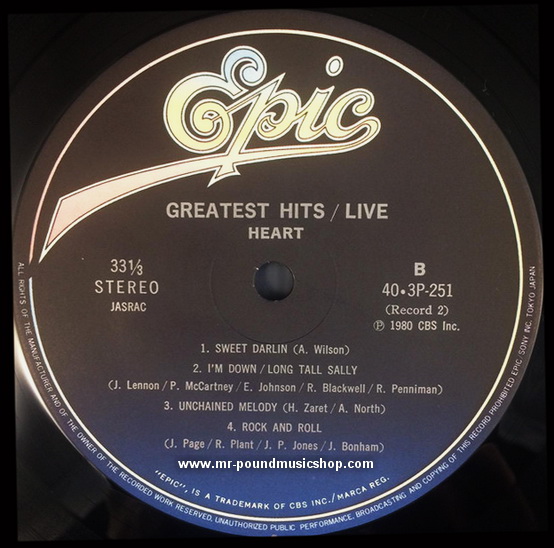 Epic
GREATEST HITS / LIVE
HEART
33⅓
STEREO
JASRAC
B
40•3P-251
(Record 2)
℗ 1980 CBS Inc.
1. SWEET DARLIN (A. Wilson)
2. I'M DOWN / LONG TALL SALLY
(J. Lennon / P. McCartney / E. Johnson / R. Blackwell / R. Penniman)
3. UNCHAINED MELODY (H. Zaret / A. North)
4. ROCK AND ROLL
(J. Page / R. Plant / J. P. Jones / J. Bonham)
www.mr-poundmusicshop.com
"EPIC", IS A TRADEMARK OF CBS INC. / MARCA REG.
ALL RIGHTS OF THE MANUFACTURER AND OF THE OWNER OF THE RECORDED WORK RESERVED. UNAUTHORIZED PUBLIC PERFORMANCE, BROADCASTING, AND COPYING OF THIS RECORD PROHIBITED EPIC/SONY INC. TOKYO JAPAN